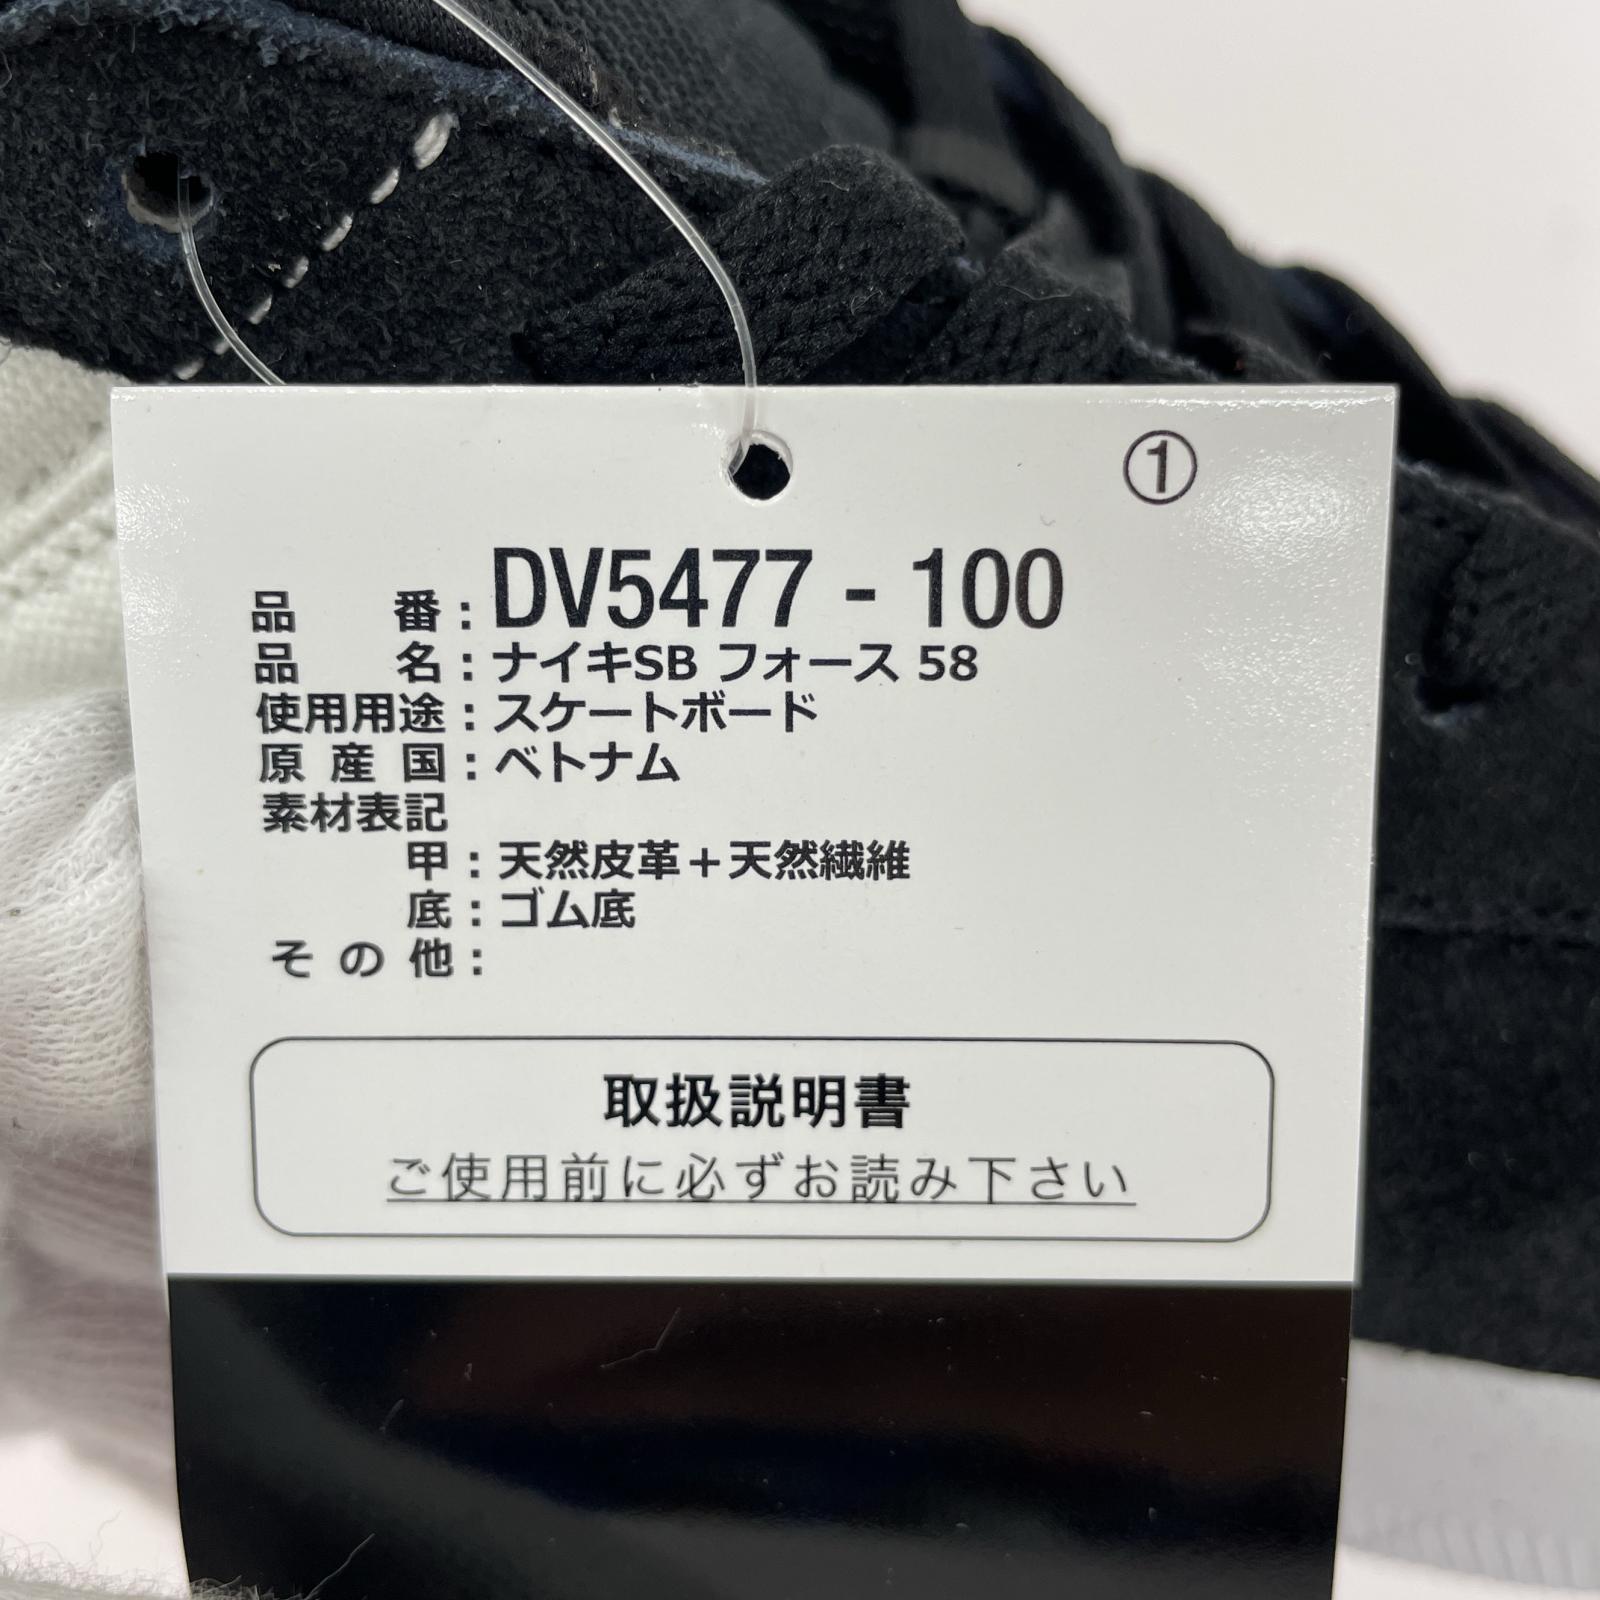 ①
品番：DV5477 - 100
品名：ナイキSB フォース 58
使用用途：スケートボード
原産国：ベトナム
素材表記
甲：天然皮革＋天然繊維
底：ゴム底
その他：
取扱説明書
ご使用前に必ずお読み下さい